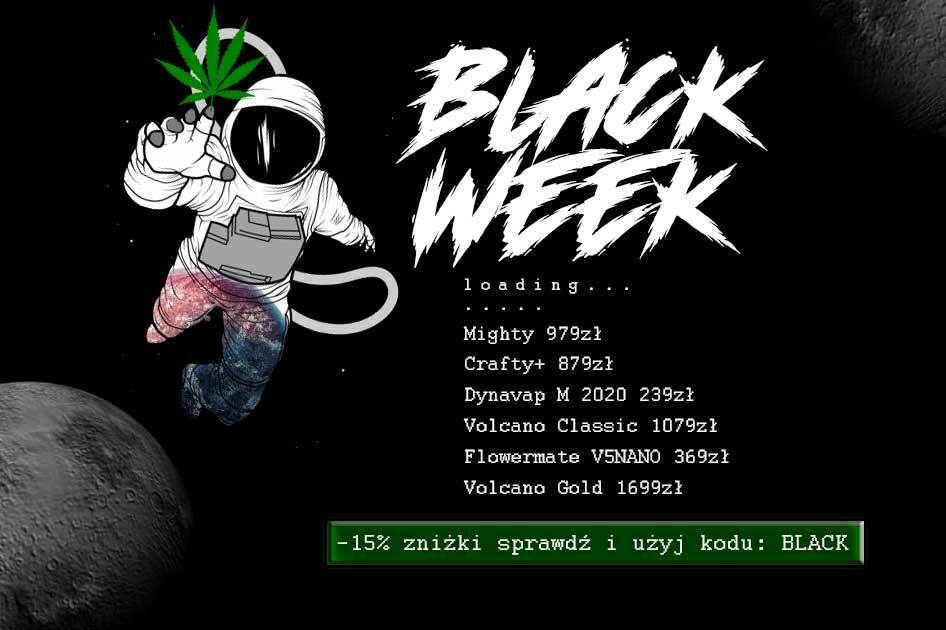 BLACK
WEEK
loading...
.....
Mighty 979zł
Crafty+ 879zł
Dynavap M 2020 239zł
Volcano Classic 1079zł
Flowermate V5NANO 369zł
Volcano Gold 1699zł
-15% zniżki sprawdź i użyj kodu: BLACK